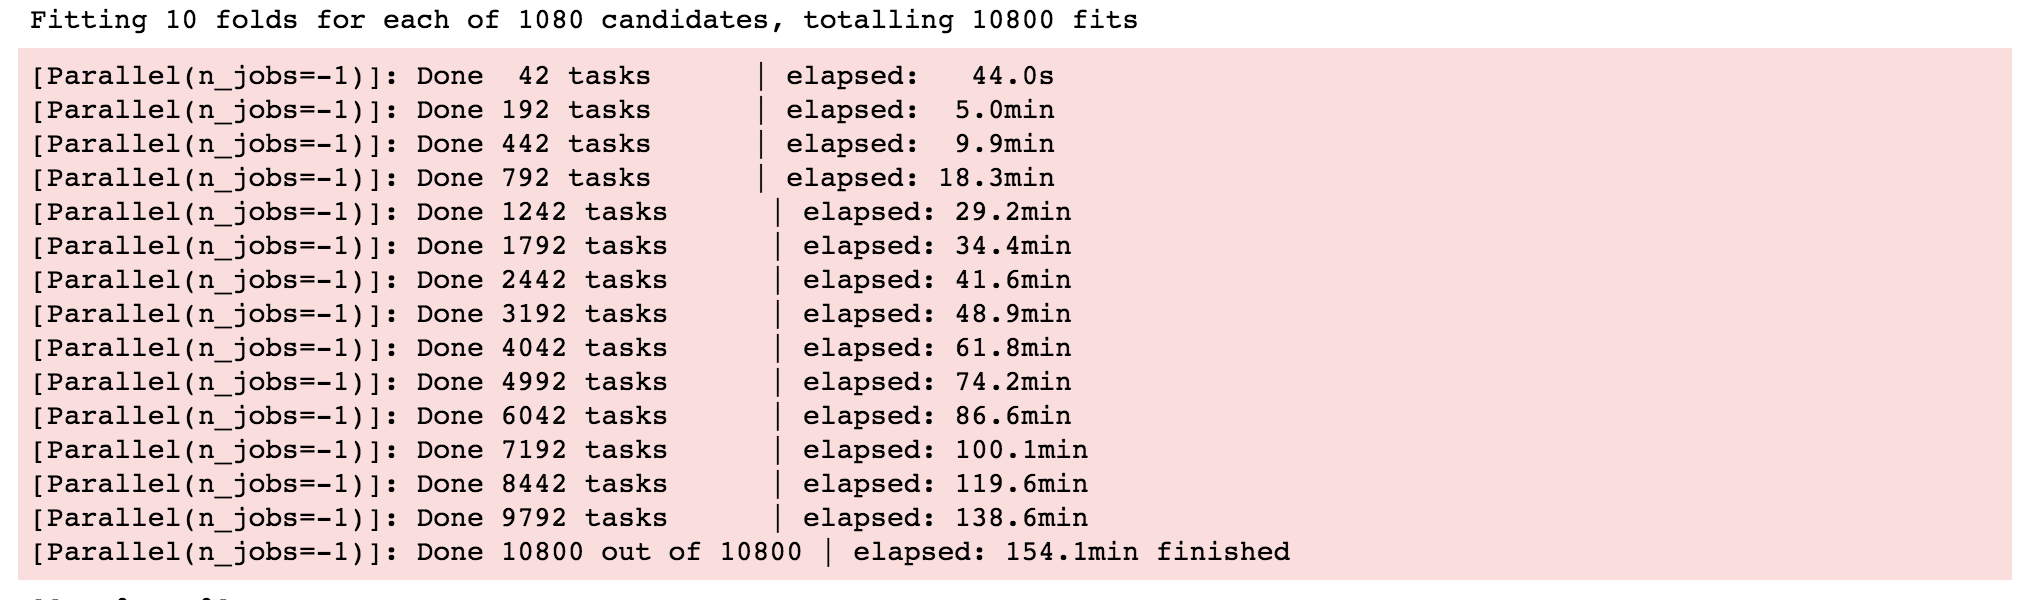 Fitting 10 folds for each of 1080 candidates, totalling 10800 fits
[Parallel(n_jobs=-1)]: Done  42 tasks      | elapsed:   44.0s
[Parallel(n_jobs=-1)]: Done 192 tasks      | elapsed:  5.0min
[Parallel(n_jobs=-1)]: Done 442 tasks      | elapsed:  9.9min
[Parallel(n_jobs=-1)]: Done 792 tasks      | elapsed: 18.3min
[Parallel(n_jobs=-1)]: Done 1242 tasks      | elapsed: 29.2min
[Parallel(n_jobs=-1)]: Done 1792 tasks      | elapsed: 34.4min
[Parallel(n_jobs=-1)]: Done 2442 tasks      | elapsed: 41.6min
[Parallel(n_jobs=-1)]: Done 3192 tasks      | elapsed: 48.9min
[Parallel(n_jobs=-1)]: Done 4042 tasks      | elapsed: 61.8min
[Parallel(n_jobs=-1)]: Done 4992 tasks      | elapsed: 74.2min
[Parallel(n_jobs=-1)]: Done 6042 tasks      | elapsed: 86.6min
[Parallel(n_jobs=-1)]: Done 7192 tasks      | elapsed: 100.1min
[Parallel(n_jobs=-1)]: Done 8442 tasks      | elapsed: 119.6min
[Parallel(n_jobs=-1)]: Done 9792 tasks      | elapsed: 138.6min
[Parallel(n_jobs=-1)]: Done 10800 out of 10800 | elapsed: 154.1min finished